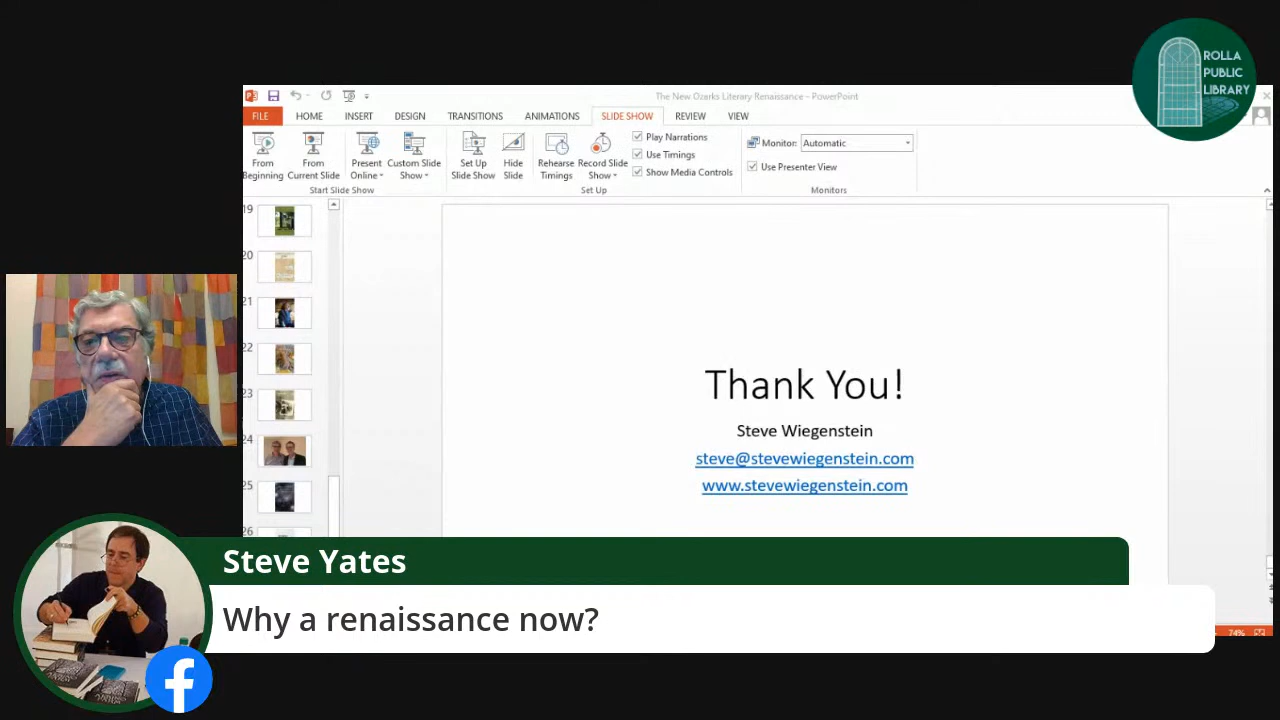 ROLLA
PUBLIC
LIBRARY
The New Ozarks Literary Renaissance - PowerPoint
FILE HOME INSERT DESIGN TRANSITIONS ANIMATIONS SLIDE SHOW REVIEW VIEW
From Beginning
From Current Slide
Present Online
Custom Slide Show
Set Up Slide Show
Hide Slide
Rehearse Timings
Record Slide Show
Play Narrations
Use Timings
Show Media Controls
Monitor: Automatic
Use Presenter View
Start Slide Show
Set Up
Monitors
19
20
21
22
23
24
25
26
Thank You!
Steve Wiegenstein
steve@stevewiegenstein.com
www.stevewiegenstein.com
Steve Yates
Why a renaissance now?
74%